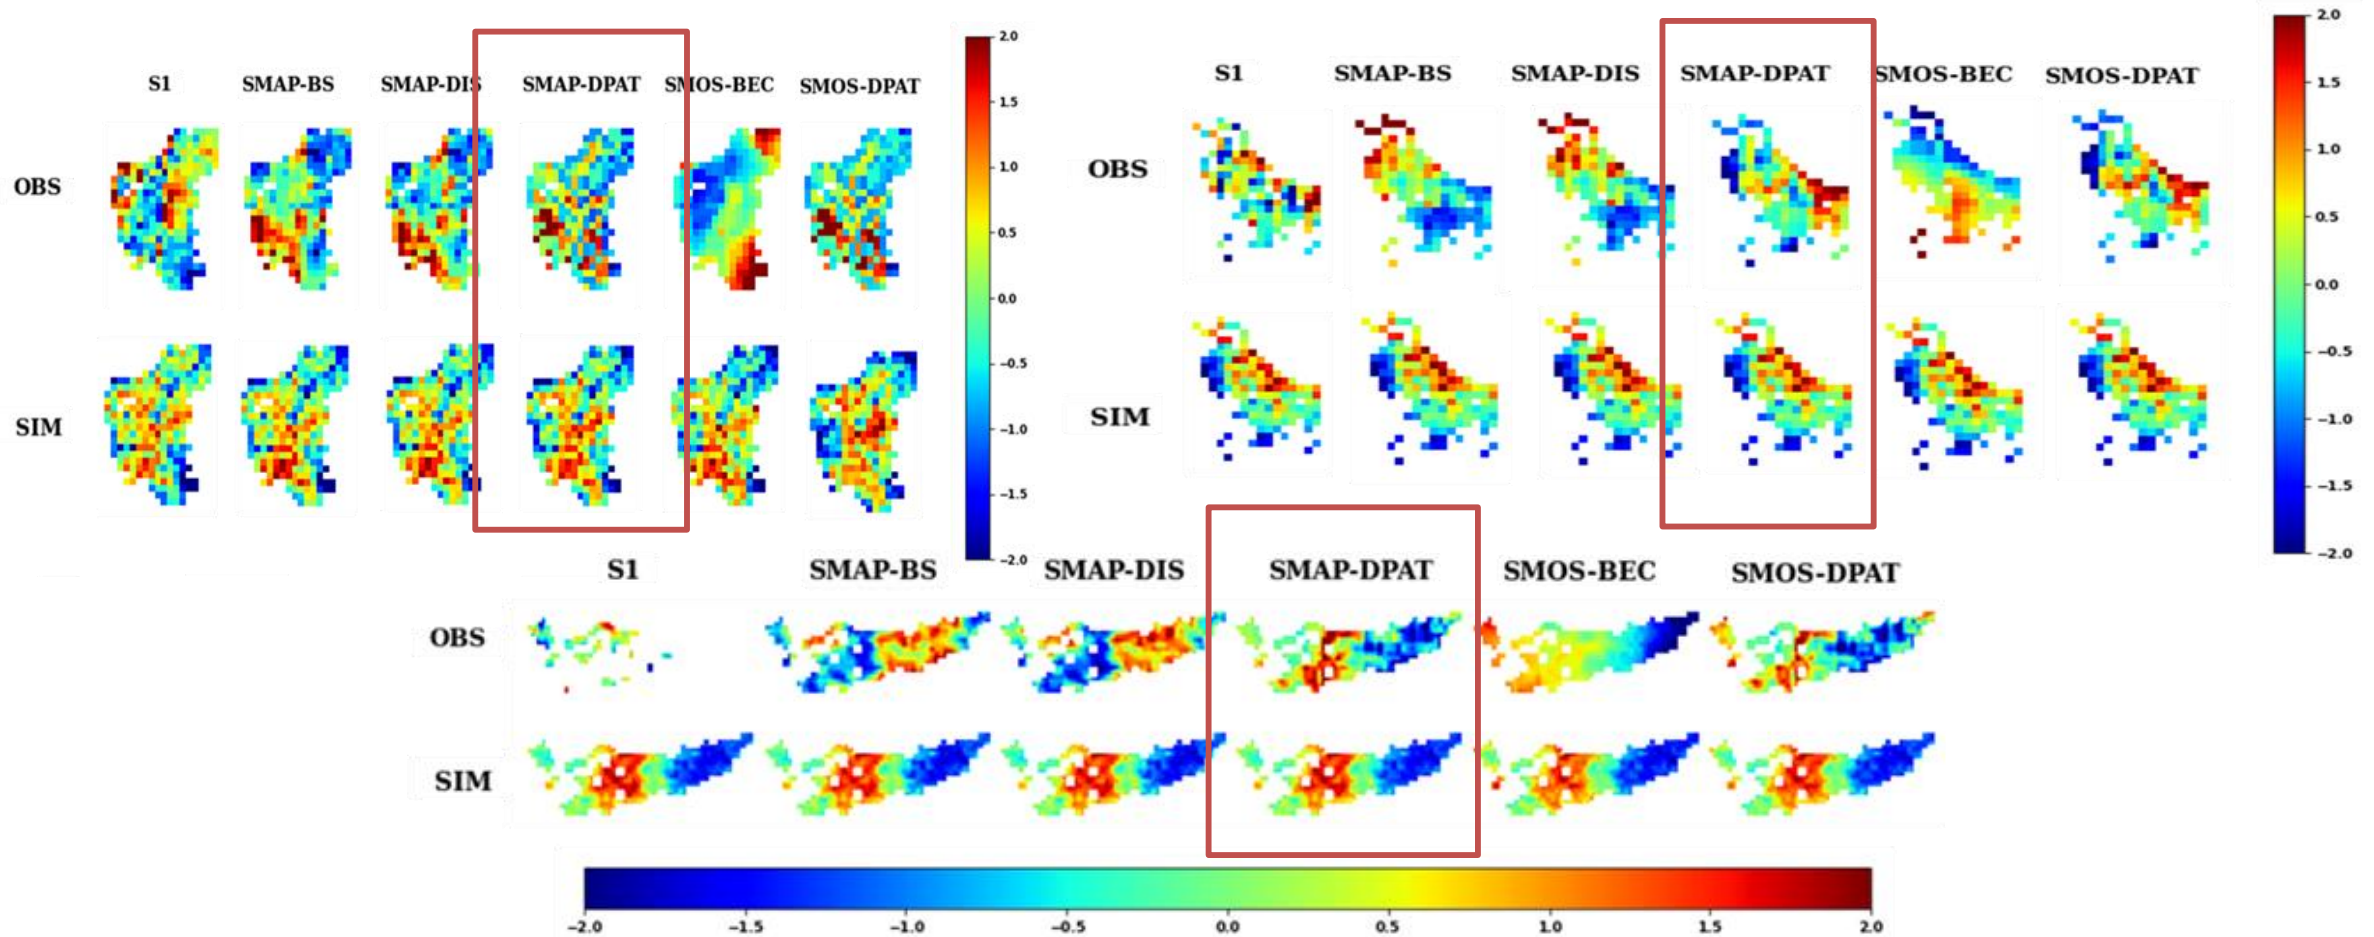 S1 SMAP-BS SMAP-DIS SMAP-DPAT SMOS-BEC SMOS-DPAT
OBS
SIM
2.0
1.5
1.0
0.5
0.0
−0.5
−1.0
−1.5
−2.0
S1 SMAP-BS SMAP-DIS SMAP-DPAT SMOS-BEC SMOS-DPAT
OBS
SIM
2.0
1.5
1.0
0.5
0.0
−0.5
−1.0
−1.5
−2.0
S1 SMAP-BS SMAP-DIS SMAP-DPAT SMOS-BEC SMOS-DPAT
OBS
SIM
−2.0 −1.5 −1.0 −0.5 0.0 0.5 1.0 1.5 2.0